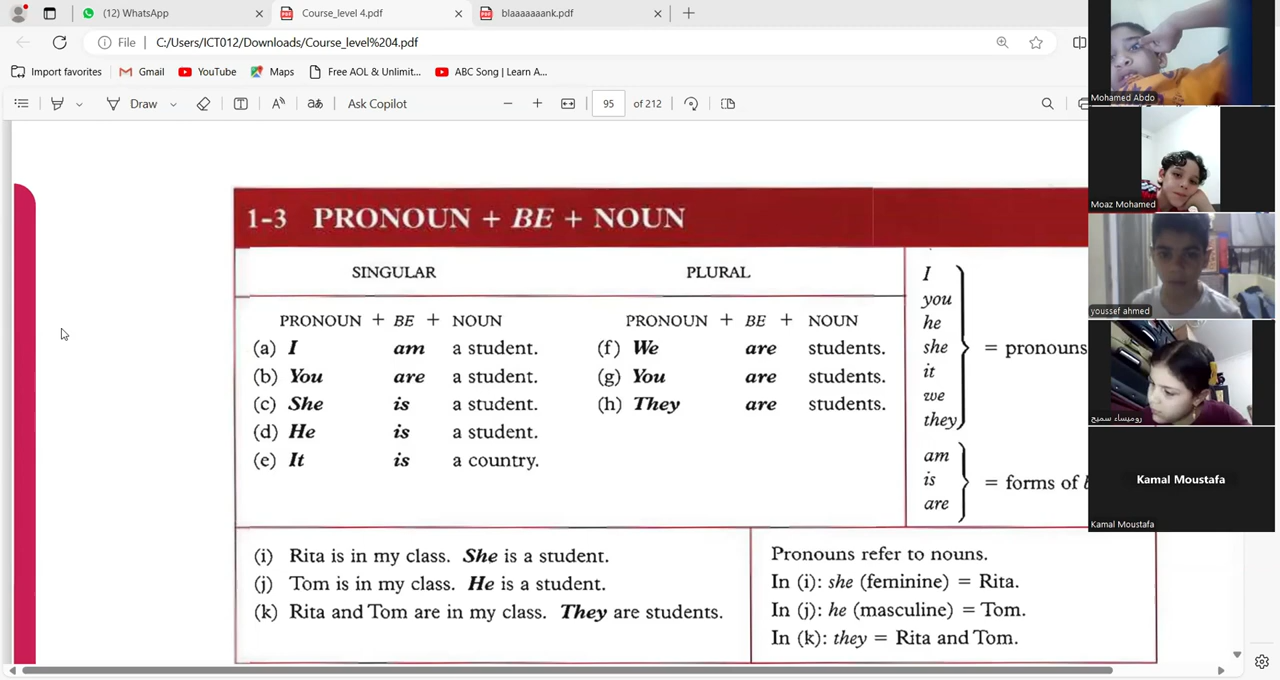 (12) WhatsApp
Course_level 4.pdf
blaaaaaaank.pdf
File
C:/Users/ICT012/Downloads/Course_level%204.pdf
Import favorites
Gmail
YouTube
Maps
Free AOL & Unlimit...
ABC Song | Learn A...
Draw
Ask Copilot
95 of 212
1-3 PRONOUN + BE + NOUN
SINGULAR
PRONOUN + BE + NOUN
(a) I am a student.
(b) You are a student.
(c) She is a student.
(d) He is a student.
(e) It is a country.
PLURAL
PRONOUN + BE + NOUN
(f) We are students.
(g) You are students.
(h) They are students.
I
you
he
she
it
we
they
= pronouns
am
is
are
= forms of b
(i) Rita is in my class. She is a student.
(j) Tom is in my class. He is a student.
(k) Rita and Tom are in my class. They are students.
Pronouns refer to nouns.
In (i): she (feminine) = Rita.
In (j): he (masculine) = Tom.
In (k): they = Rita and Tom.
Mohamed Abdo
Moaz Mohamed
youssef ahmed
روميساء سميح
Kamal Moustafa
Kamal Moustafa